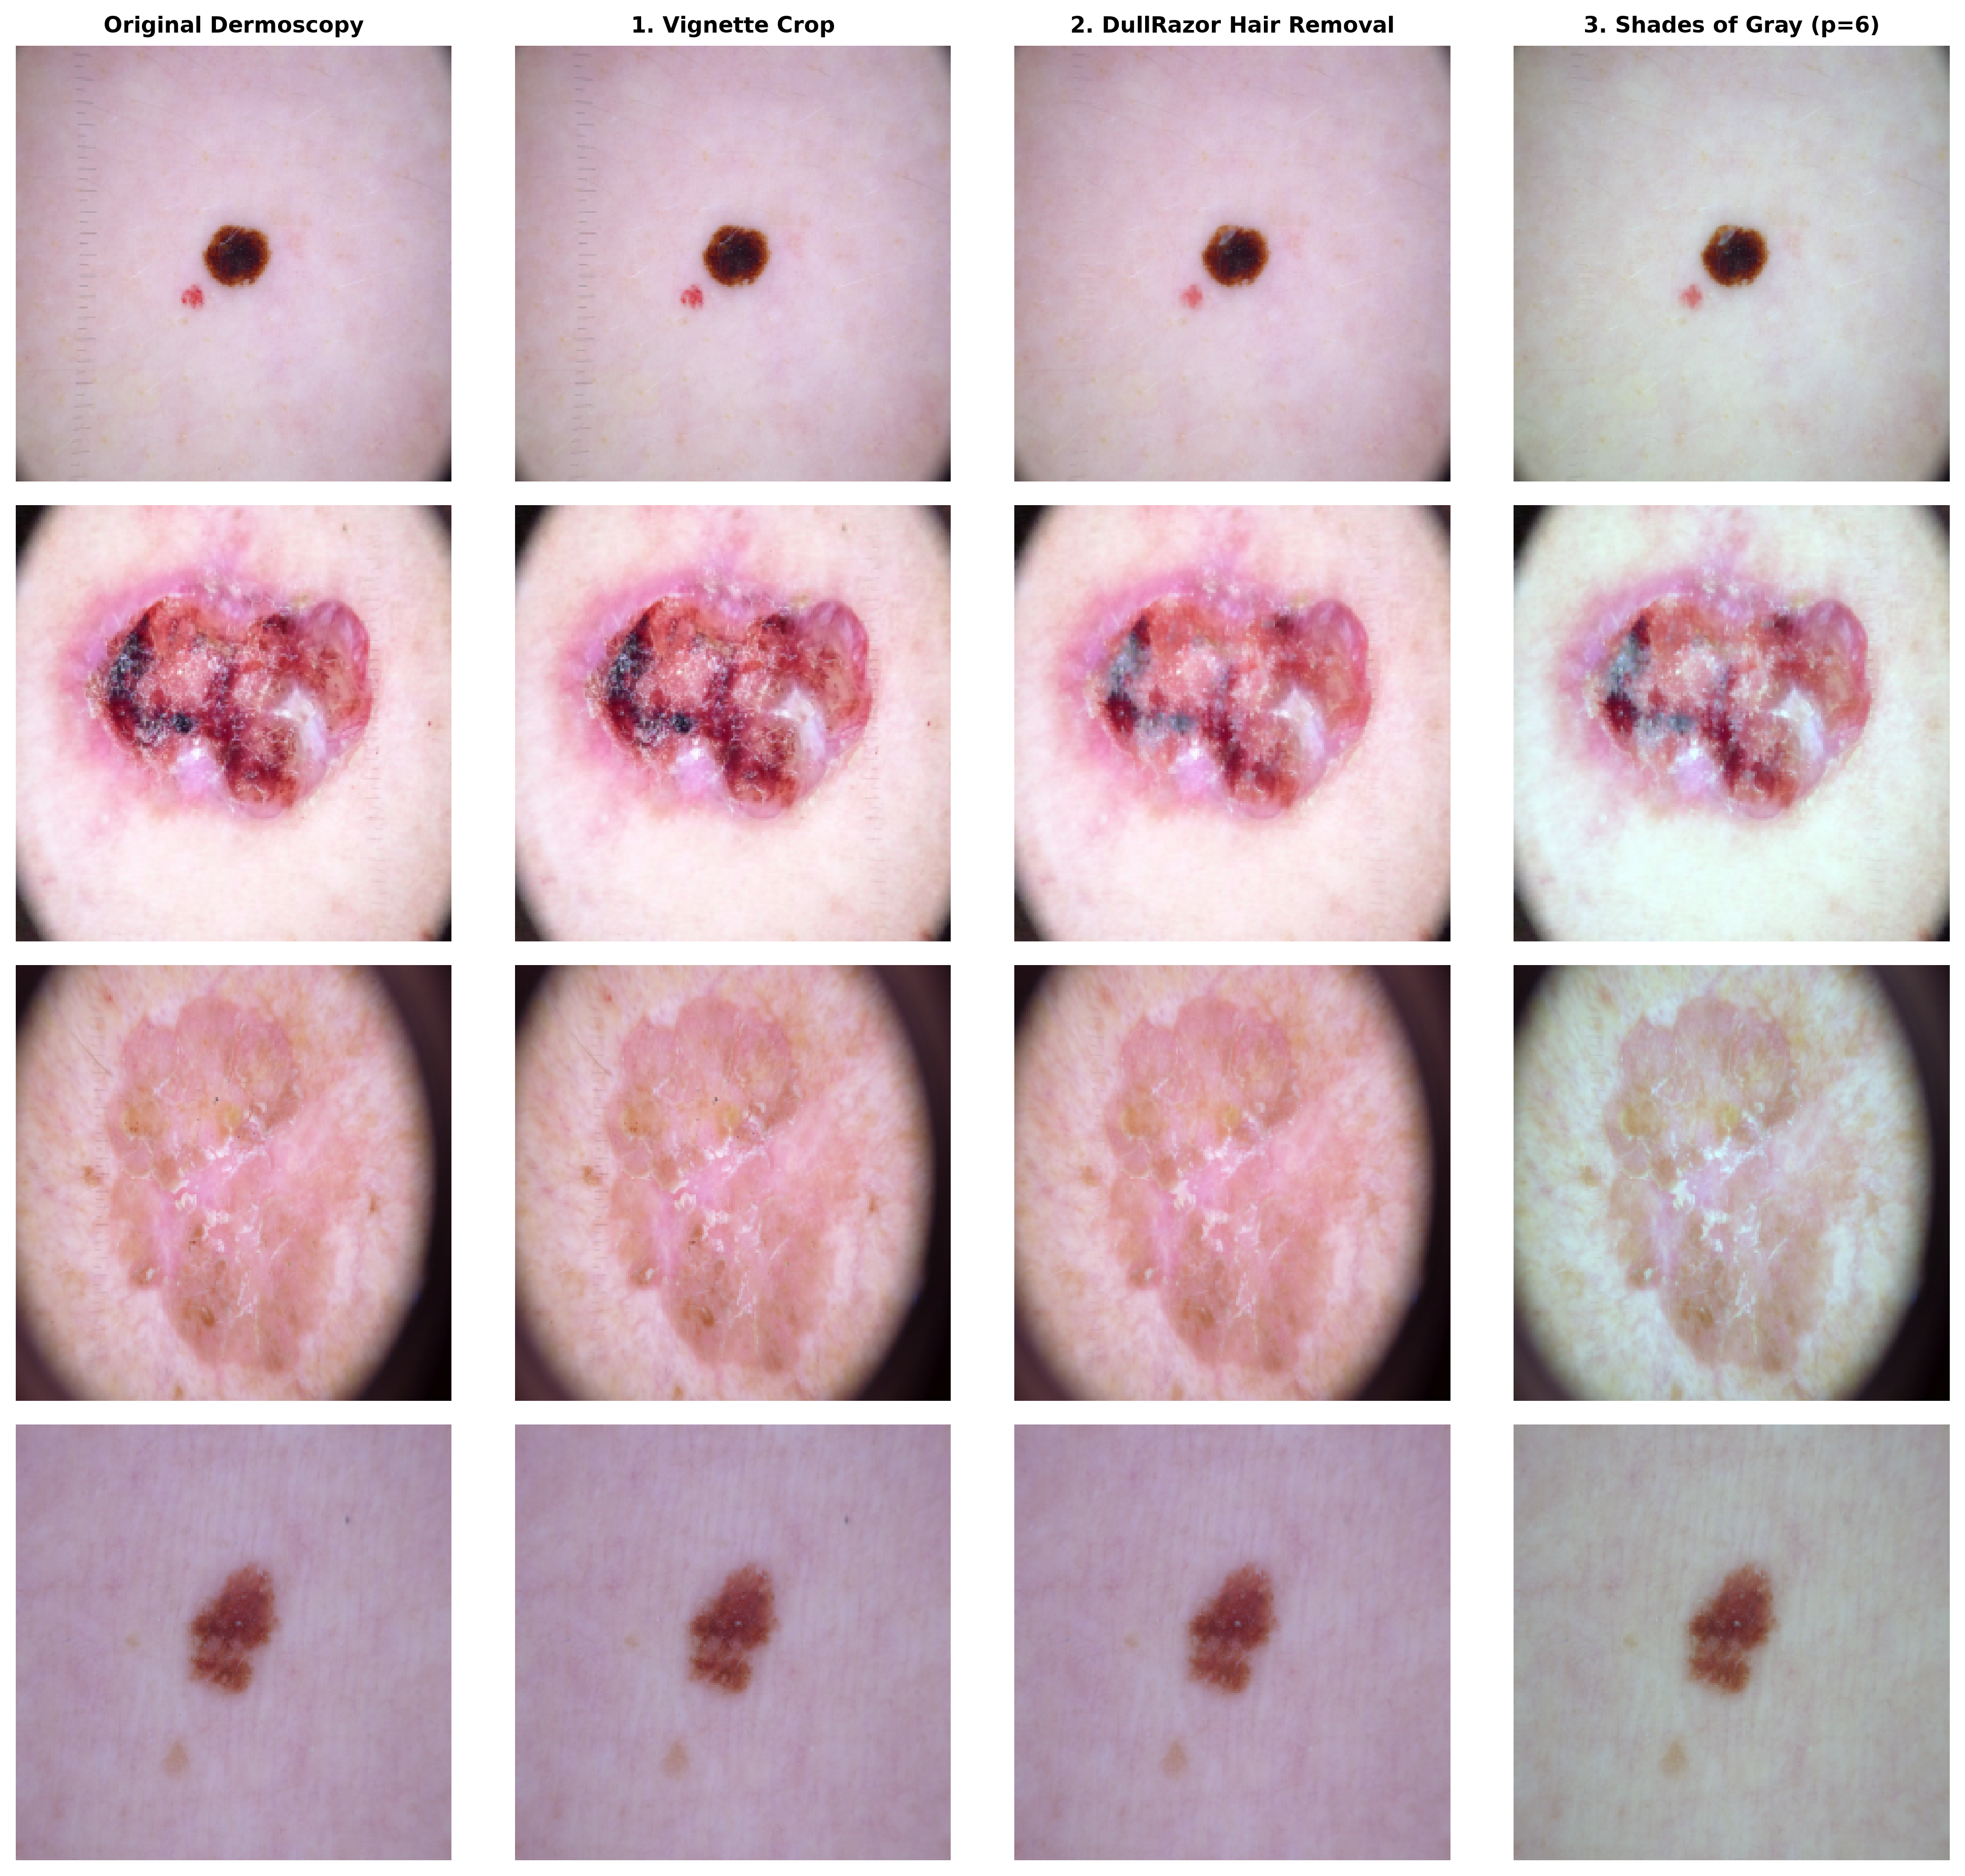 Original Dermoscopy
1. Vignette Crop
2. DullRazor Hair Removal
3. Shades of Gray (p=6)